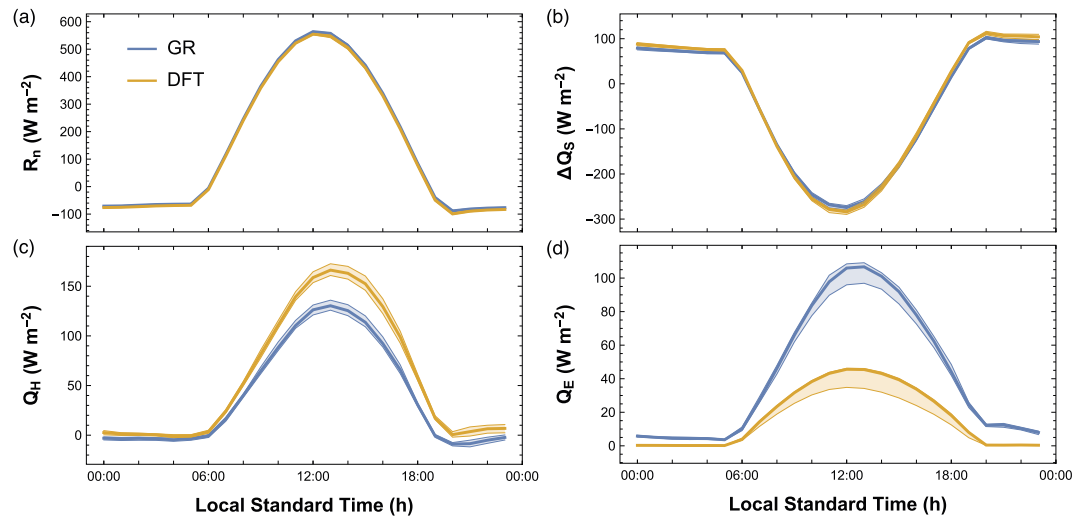 (a)
600
500
400
300
200
100
0
−100
Rn (W m−2)
GR
DFT
(b)
100
0
−100
−200
−300
ΔQS (W m−2)
(c)
150
100
50
0
QH (W m−2)
00:00 06:00 12:00 18:00 00:00
Local Standard Time (h)
(d)
100
80
60
40
20
0
QE (W m−2)
00:00 06:00 12:00 18:00 00:00
Local Standard Time (h)